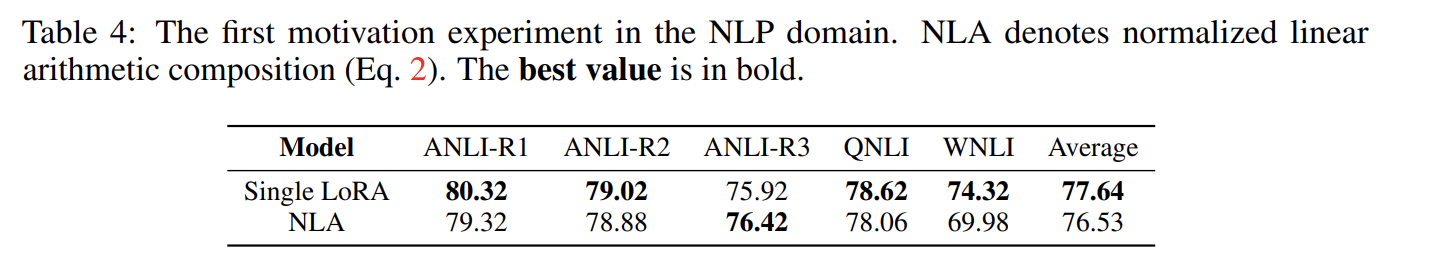 Table 4: The first motivation experiment in the NLP domain. NLA denotes normalized linear
arithmetic composition (Eq. 2). The best value is in bold.
Model ANLI-R1 ANLI-R2 ANLI-R3 QNLI WNLI Average
Single LoRA 80.32 79.02 75.92 78.62 74.32 77.64
NLA 79.32 78.88 76.42 78.06 69.98 76.53